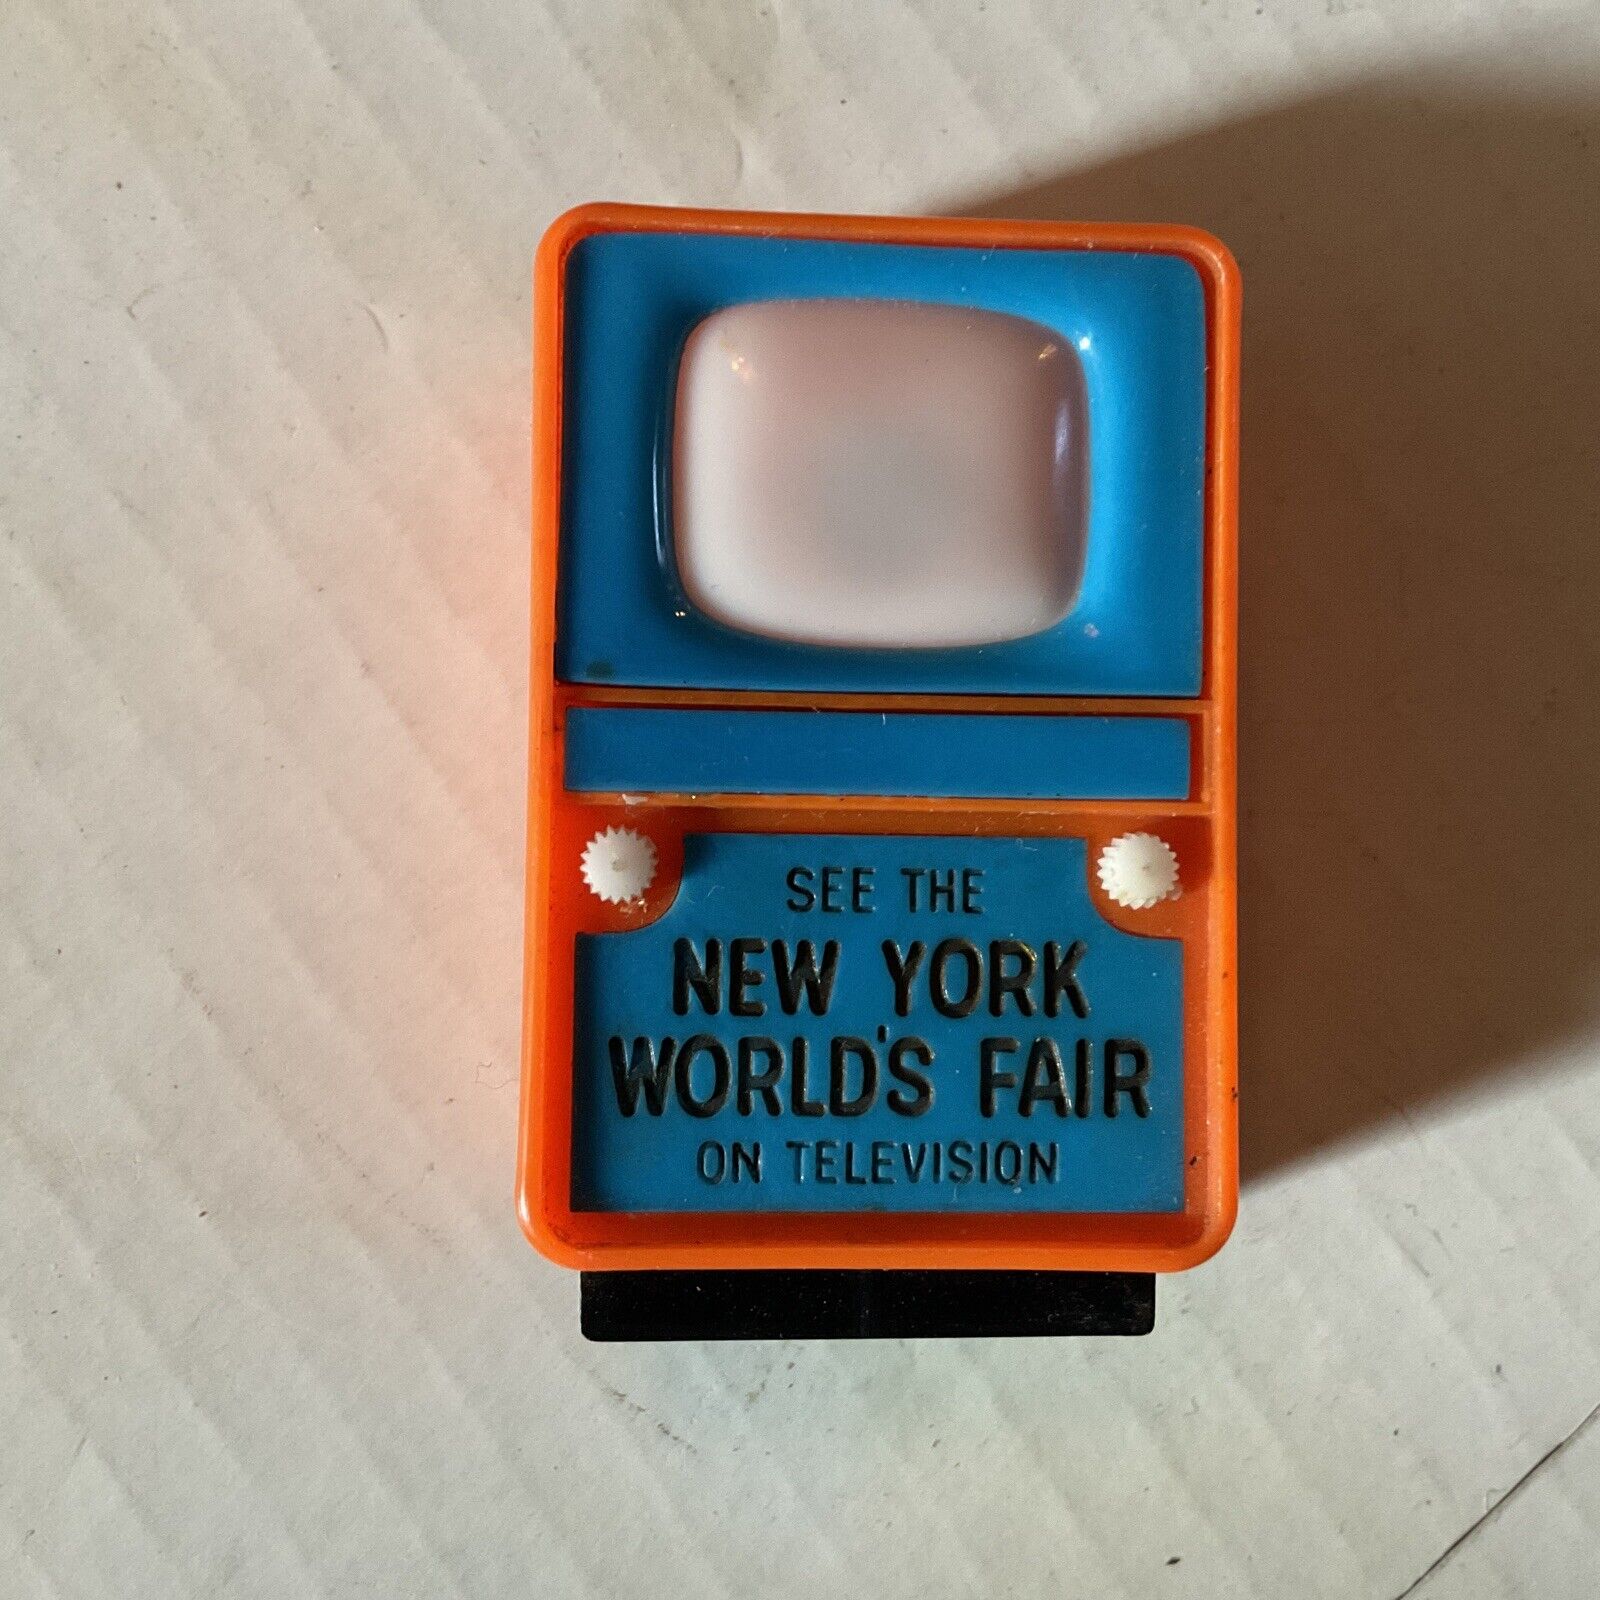 SEE THE
NEW YORK
WORLD'S FAIR
ON TELEVISION